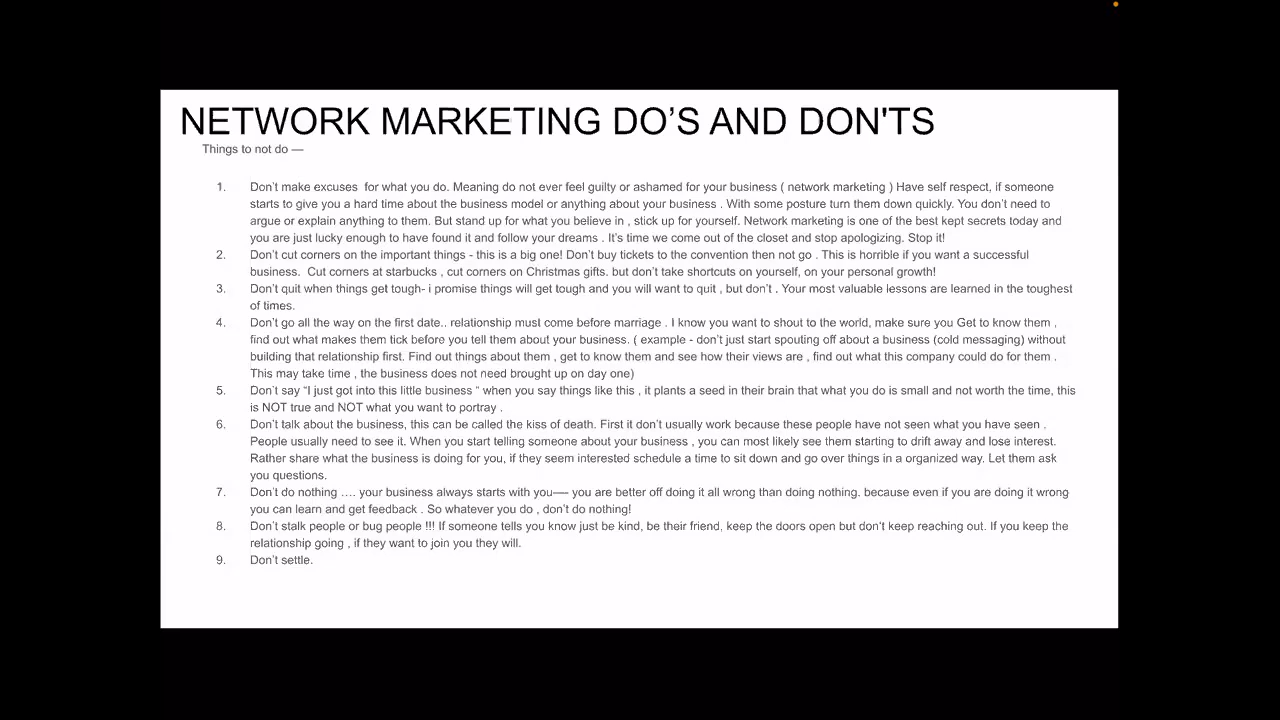 NETWORK MARKETING DO’S AND DON'TS
Things to not do —
1. Don’t make excuses for what you do. Meaning do not ever feel guilty or ashamed for your business ( network marketing ) Have self respect, if someone
starts to give you a hard time about the business model or anything about your business . With some posture turn them down quickly. You don’t need to
argue or explain anything to them. But stand up for what you believe in , stick up for yourself. Network marketing is one of the best kept secrets today and
you are just lucky enough to have found it and follow your dreams . It’s time we come out of the closet and stop apologizing. Stop it!
2. Don’t cut corners on the important things - this is a big one! Don’t buy tickets to the convention then not go . This is horrible if you want a successful
business. Cut corners at starbucks , cut corners on Christmas gifts. but don’t take shortcuts on yourself, on your personal growth!
3. Don’t quit when things get tough- i promise things will get tough and you will want to quit , but don’t . Your most valuable lessons are learned in the toughest
of times.
4. Don’t go all the way on the first date.. relationship must come before marriage . I know you want to shout to the world, make sure you Get to know them ,
find out what makes them tick before you tell them about your business. ( example - don’t just start spouting off about a business (cold messaging) without
building that relationship first. Find out things about them , get to know them and see how their views are , find out what this company could do for them .
This may take time , the business does not need brought up on day one)
5. Don’t say “I just got into this little business “ when you say things like this , it plants a seed in their brain that what you do is small and not worth the time, this
is NOT true and NOT what you want to portray .
6. Don’t talk about the business, this can be called the kiss of death. First it don’t usually work because these people have not seen what you have seen .
People usually need to see it. When you start telling someone about your business , you can most likely see them starting to drift away and lose interest.
Rather share what the business is doing for you, if they seem interested schedule a time to sit down and go over things in a organized way. Let them ask
you questions.
7. Don’t do nothing …. your business always starts with you–— you are better off doing it all wrong than doing nothing. because even if you are doing it wrong
you can learn and get feedback . So whatever you do , don’t do nothing!
8. Don’t stalk people or bug people !!! If someone tells you know just be kind, be their friend, keep the doors open but don’t keep reaching out. If you keep the
relationship going , if they want to join you they will.
9. Don’t settle.